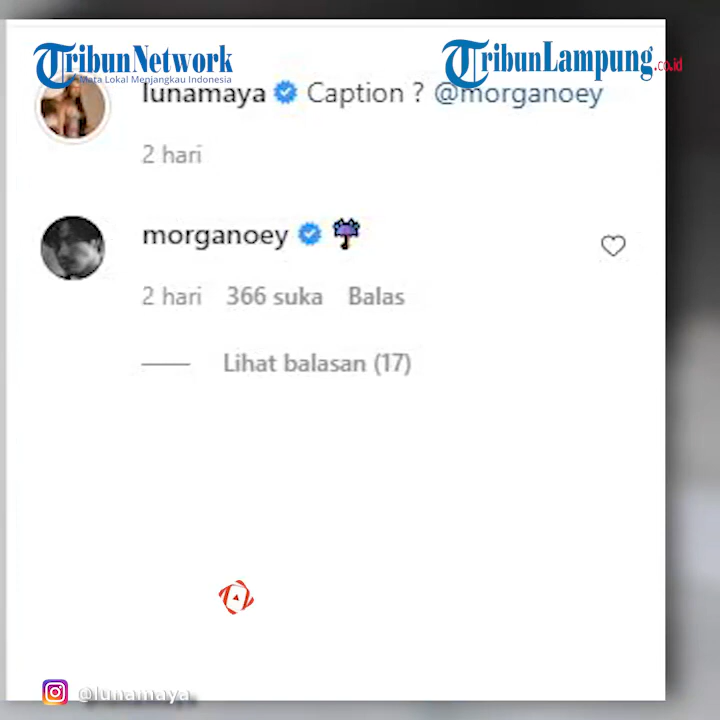 TribunNetwork
Mata Lokal Menjangkau Indonesia
TribunLampung.co.id
lunamaya Caption ? @morganoey
2 hari
morganoey ☔
2 hari 366 suka Balas
Lihat balasan (17)
@lunamaya